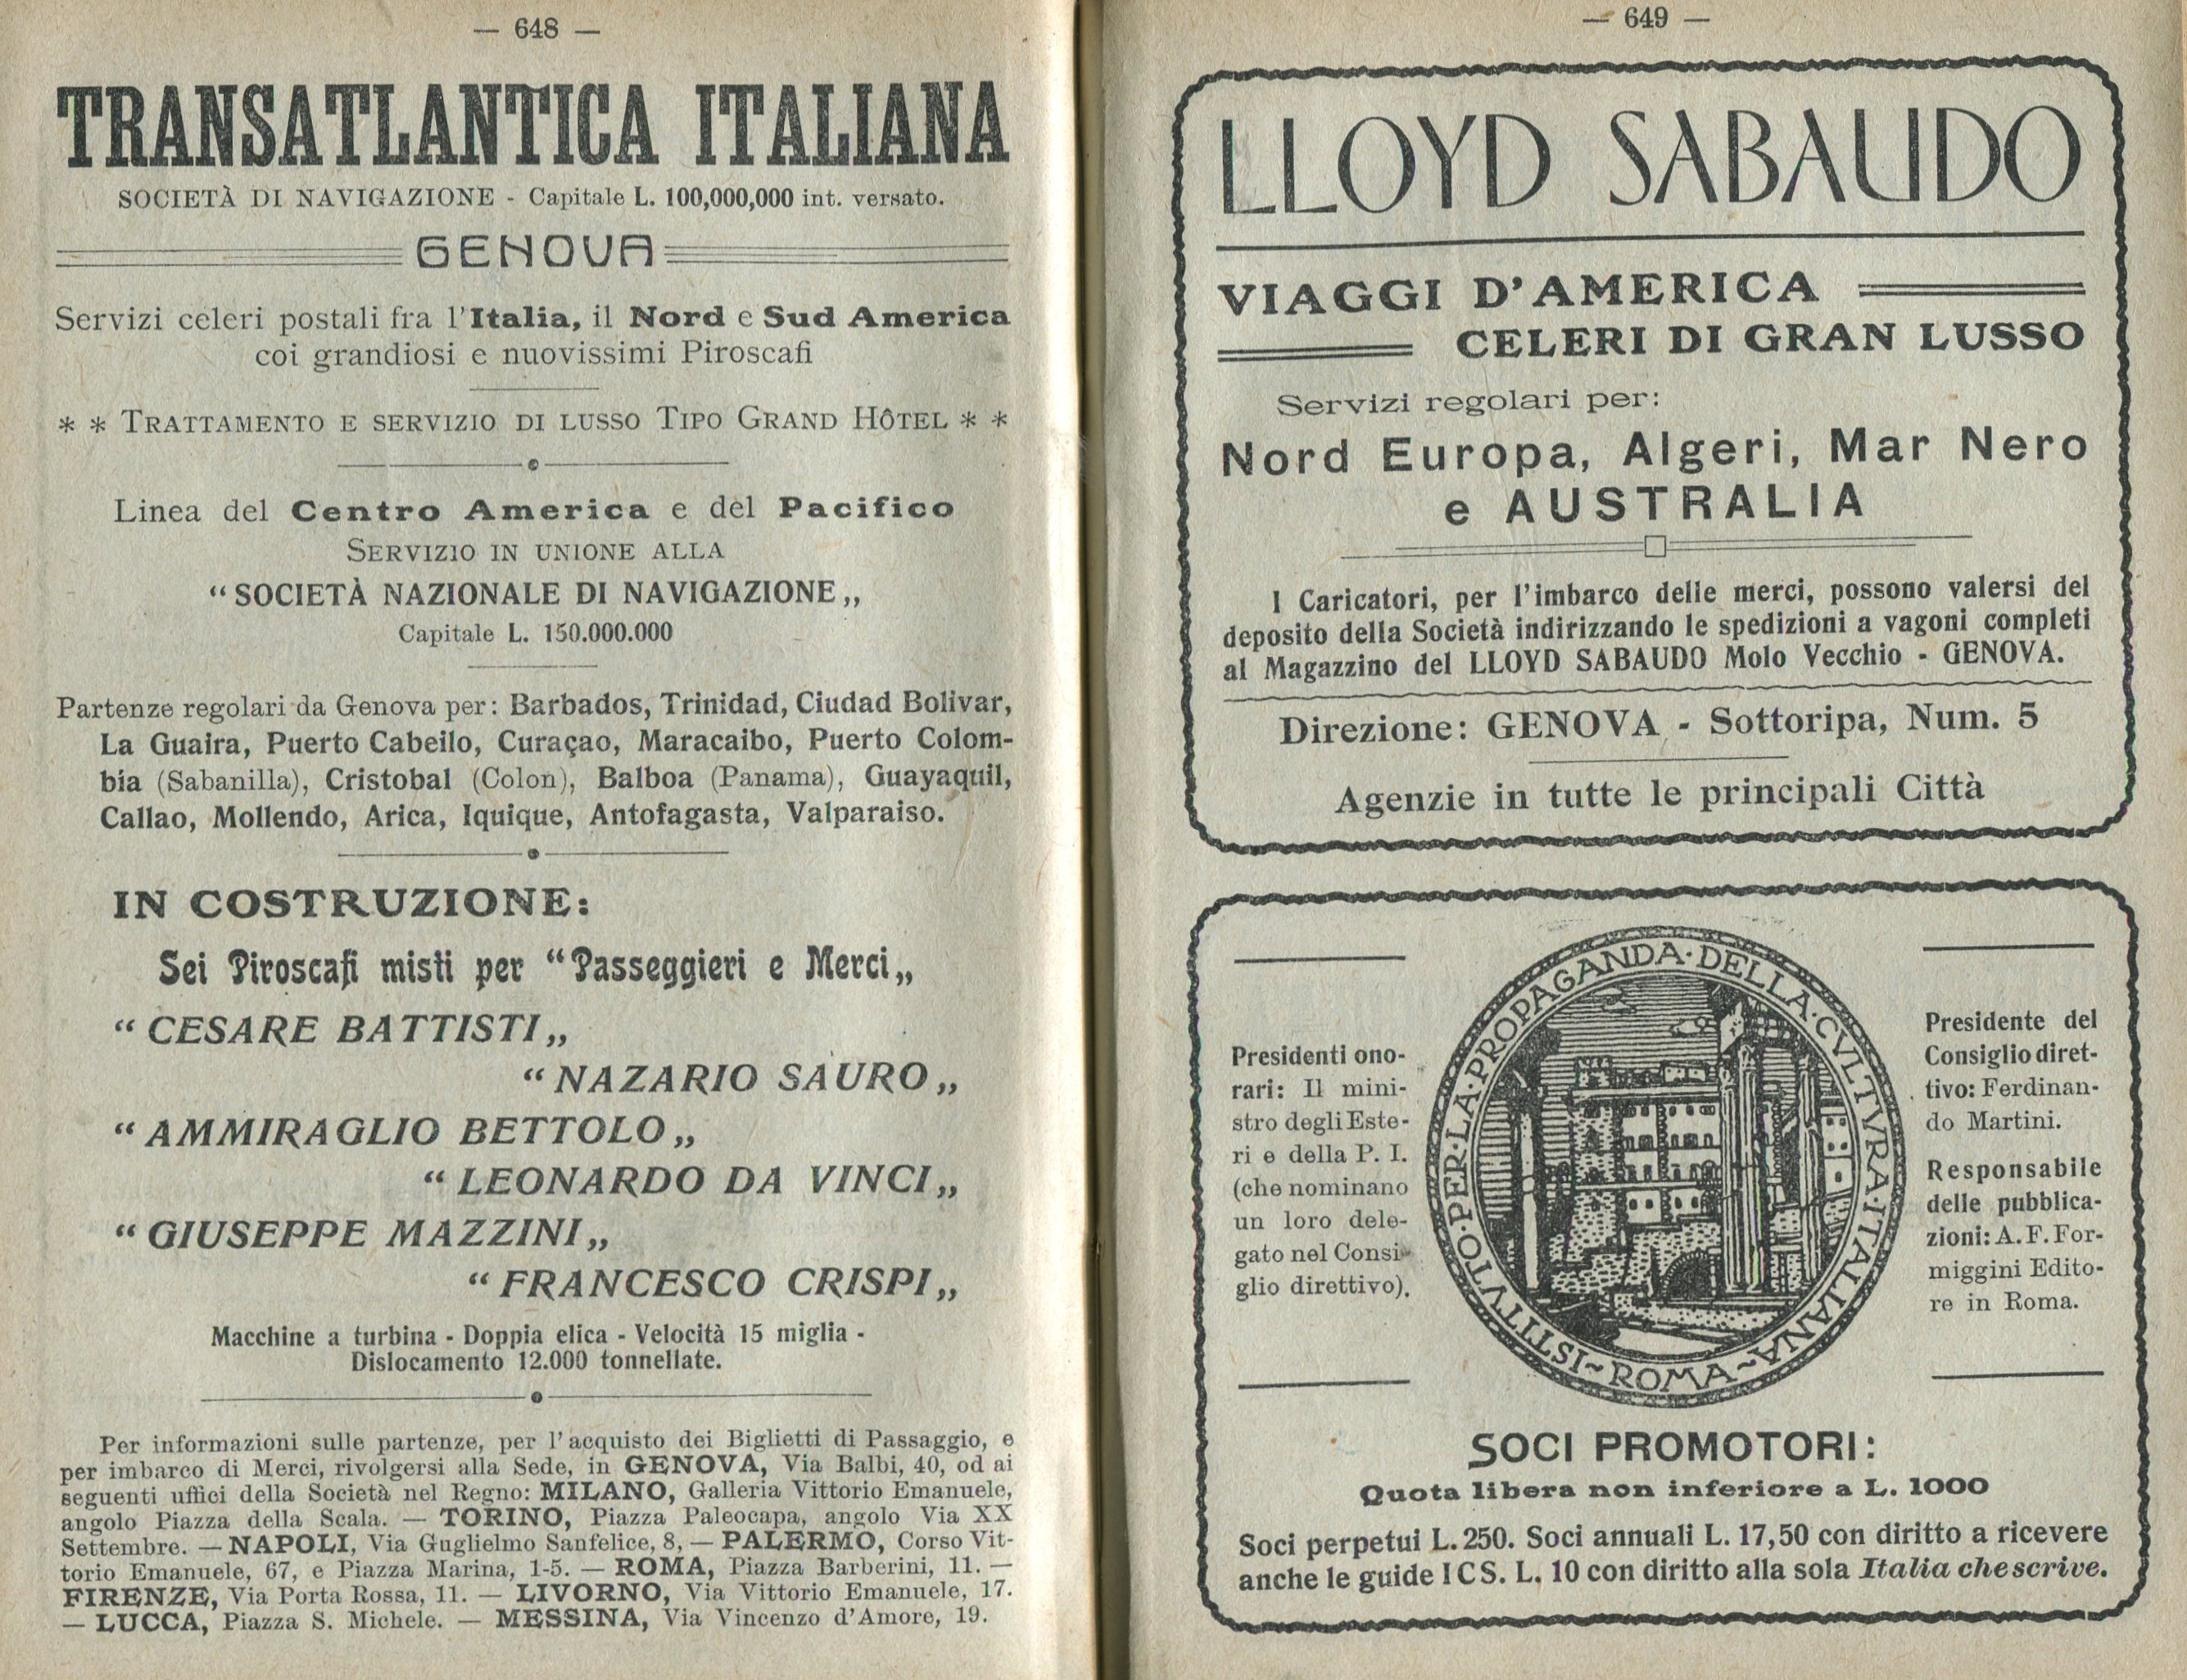 — 648 —
TRANSATLANTICA ITALIANA
SOCIETÀ DI NAVIGAZIONE - Capitale L. 100,000,000 int. versato.
GENOVA
Servizi celeri postali fra l'Italia, il Nord e Sud America
coi grandiosi e nuovissimi Piroscafi
* * TRATTAMENTO E SERVIZIO DI LUSSO TIPO GRAND HÔTEL * *
Linea del Centro America e del Pacifico
SERVIZIO IN UNIONE ALLA
“ SOCIETÀ NAZIONALE DI NAVIGAZIONE „
Capitale L. 150.000.000
Partenze regolari da Genova per: Barbados, Trinidad, Ciudad Bolivar,
La Guaira, Puerto Cabeilo, Curaçao, Maracaibo, Puerto Colom-
bia (Sabanilla), Cristobal (Colon), Balboa (Panama), Guayaquil,
Callao, Mollendo, Arica, Iquique, Antofagasta, Valparaiso.
IN COSTRUZIONE:
Sei Piroscafi misti per “Passeggieri e Merci„
“ CESARE BATTISTI „
“ NAZARIO SAURO „
“ AMMIRAGLIO BETTOLO „
“ LEONARDO DA VINCI „
“ GIUSEPPE MAZZINI „
“ FRANCESCO CRISPI „
Macchine a turbina - Doppia elica - Velocità 15 miglia -
Dislocamento 12.000 tonnellate.
Per informazioni sulle partenze, per l'acquisto dei Biglietti di Passaggio, e
per imbarco di Merci, rivolgersi alla Sede, in GENOVA, Via Balbi, 40, od ai
seguenti uffici della Società nel Regno: MILANO, Galleria Vittorio Emanuele,
angolo Piazza della Scala. — TORINO, Piazza Paleocapa, angolo Via XX
Settembre. — NAPOLI, Via Guglielmo Sanfelice, 8, — PALERMO, Corso Vit-
torio Emanuele, 67, e Piazza Marina, 1-5. — ROMA, Piazza Barberini, 11. —
FIRENZE, Via Porta Rossa, 11. — LIVORNO, Via Vittorio Emanuele, 17.
— LUCCA, Piazza S. Michele. — MESSINA, Via Vincenzo d'Amore, 19.
— 649 —
LLOYD SABAUDO
VIAGGI D'AMERICA
CELERI DI GRAN LUSSO
Servizi regolari per:
Nord Europa, Algeri, Mar Nero
e AUSTRALIA
I Caricatori, per l'imbarco delle merci, possono valersi del
deposito della Società indirizzando le spedizioni a vagoni completi
al Magazzino del LLOYD SABAUDO Molo Vecchio - GENOVA.
Direzione: GENOVA - Sottoripa, Num. 5
Agenzie in tutte le principali Città
Presidenti ono-
rari: Il mini-
stro degli Este-
ri e della P. I.
(che nominano
un loro dele-
gato nel Consi-
glio direttivo).
ISTITVTO·PER·LA·PROPAGANDA·DELLA·CVLTVRA·ITALIANA~ROMA~
Presidente del
Consiglio diret-
tivo: Ferdinan-
do Martini.
Responsabile
delle pubblica-
zioni: A. F. For-
miggini Edito-
re in Roma.
SOCI PROMOTORI:
Quota libera non inferiore a L. 1000
Soci perpetui L. 250. Soci annuali L. 17,50 con diritto a ricevere
anche le guide I C S. L. 10 con diritto alla sola Italia che scrive.